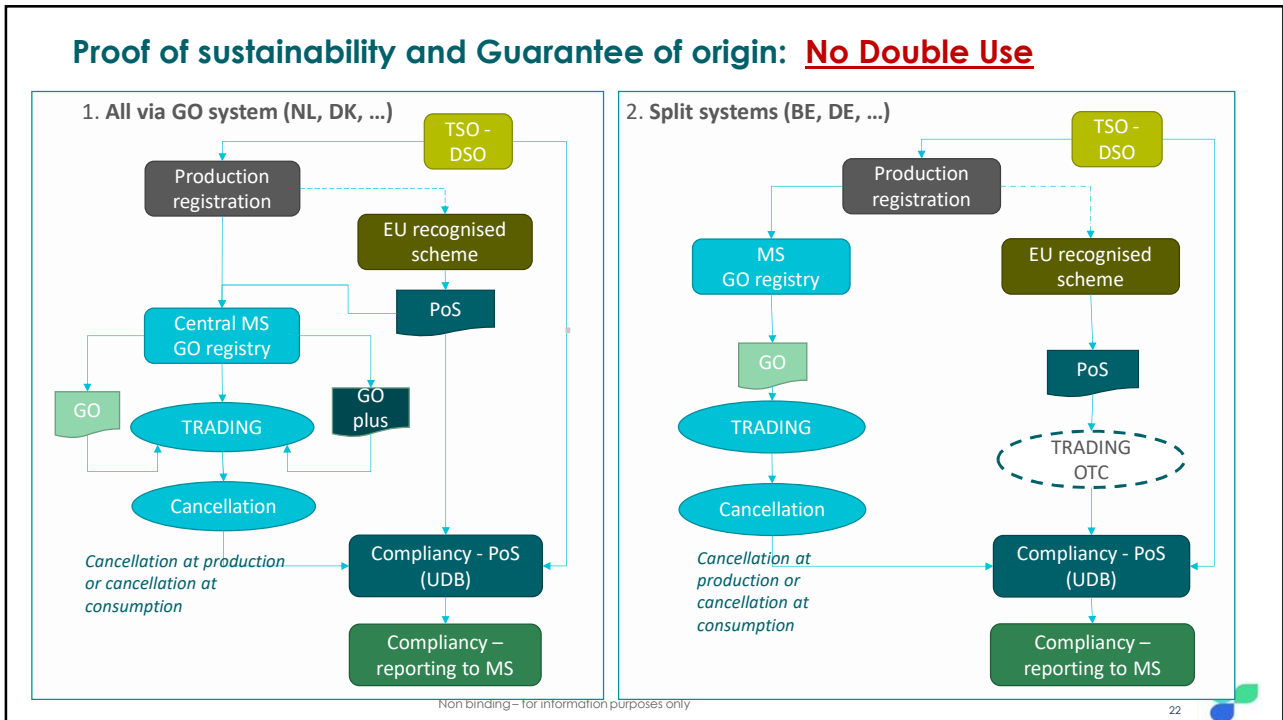 Proof of sustainability and Guarantee of origin: No Double Use
1. All via GO system (NL, DK, …)
TSO -
DSO
Production
registration
EU recognised
scheme
PoS
Central MS
GO registry
GO
GO
plus
TRADING
Cancellation
Cancellation at production
or cancellation at
consumption
Compliancy - PoS
(UDB)
Compliancy –
reporting to MS
2. Split systems (BE, DE, …)
TSO -
DSO
Production
registration
MS
GO registry
EU recognised
scheme
GO
PoS
TRADING
TRADING
OTC
Cancellation
Cancellation at
production or
cancellation at
consumption
Compliancy - PoS
(UDB)
Compliancy –
reporting to MS
Non binding – for information purposes only
22